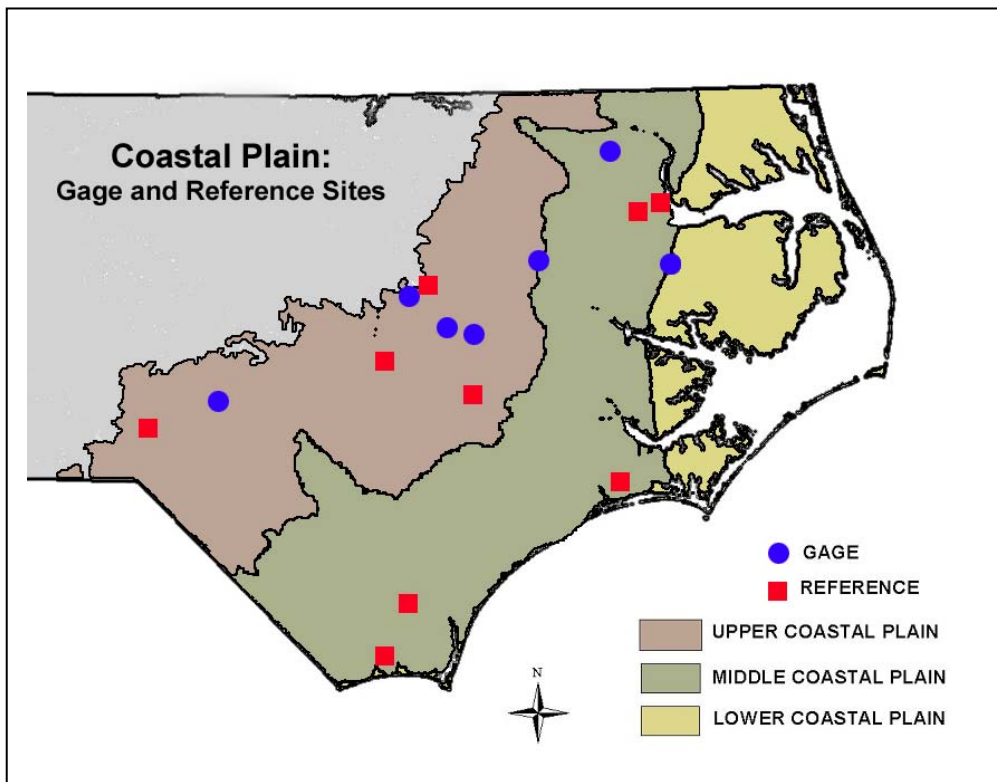 Coastal Plain:
Gage and Reference Sites
GAGE
REFERENCE
UPPER COASTAL PLAIN
MIDDLE COASTAL PLAIN
N
LOWER COASTAL PLAIN